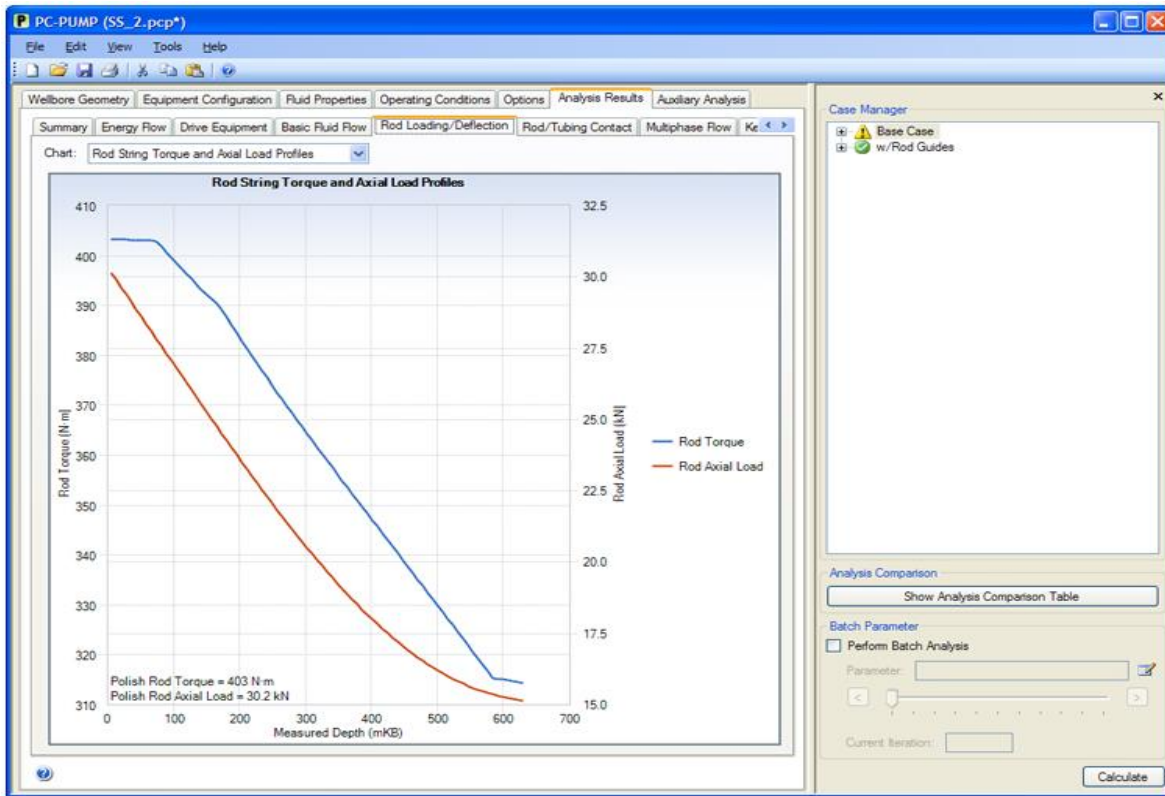 PC-PUMP (SS_2.pcp*)
File Edit View Tools Help
Wellbore Geometry Equipment Configuration Fluid Properties Operating Conditions Options Analysis Results Auxiliary Analysis
Summary Energy Flow Drive Equipment Basic Fluid Flow Rod Loading/Deflection Rod/Tubing Contact Multiphase Flow Ke
Chart: Rod String Torque and Axial Load Profiles
Rod String Torque and Axial Load Profiles
410
400
390
380
370
360
350
340
330
320
310
Rod Torque [N·m]
32.5
30.0
27.5
25.0
22.5
20.0
17.5
15.0
Rod Axial Load [kN]
Rod Torque
Rod Axial Load
Polish Rod Torque = 403 N·m
Polish Rod Axial Load = 30.2 kN
0 100 200 300 400 500 600 700
Measured Depth (mKB)
Case Manager
Base Case
w/Rod Guides
Analysis Comparison
Show Analysis Comparison Table
Batch Parameter
Perform Batch Analysis
Parameter:
< >
Current Iteration:
Calculate